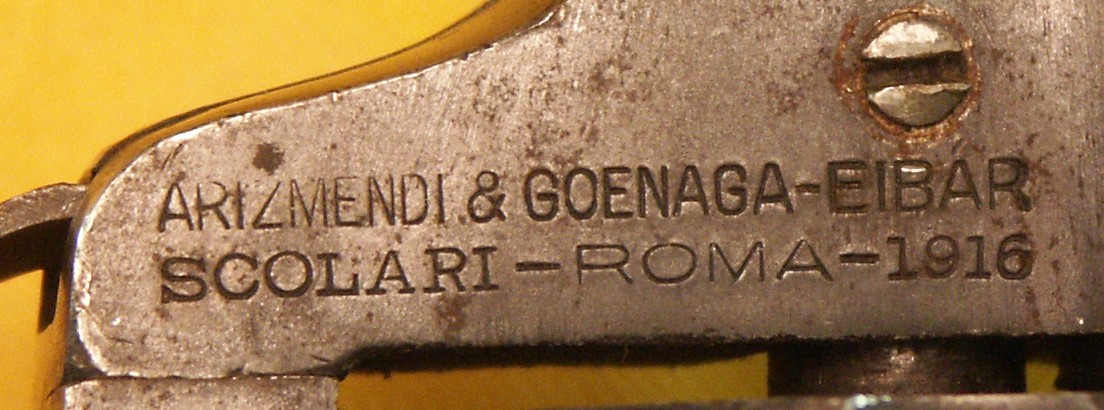 ARIZMENDI & GOENAGA-EIBAR
SCOLARI-ROMA-1916